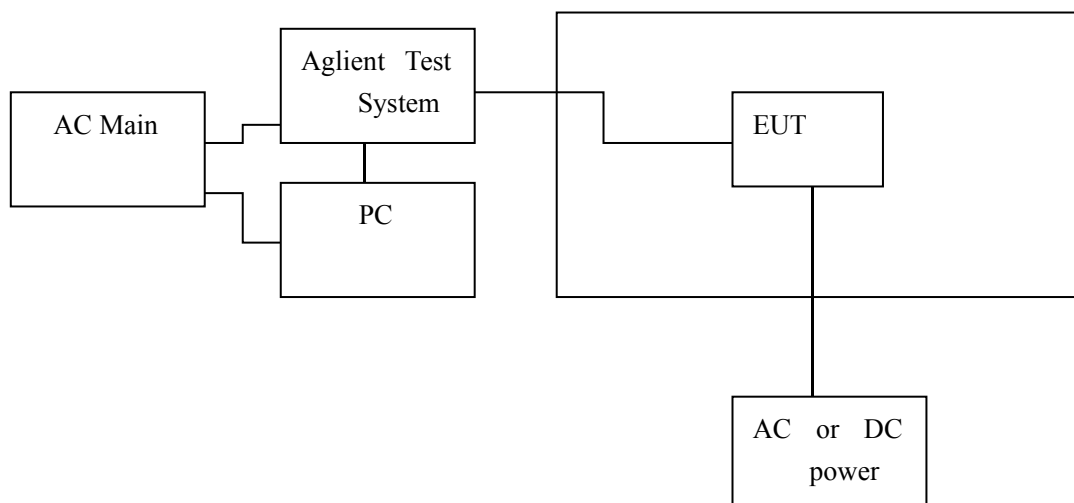 Aglient Test
System
AC Main
EUT
PC
AC or DC
power